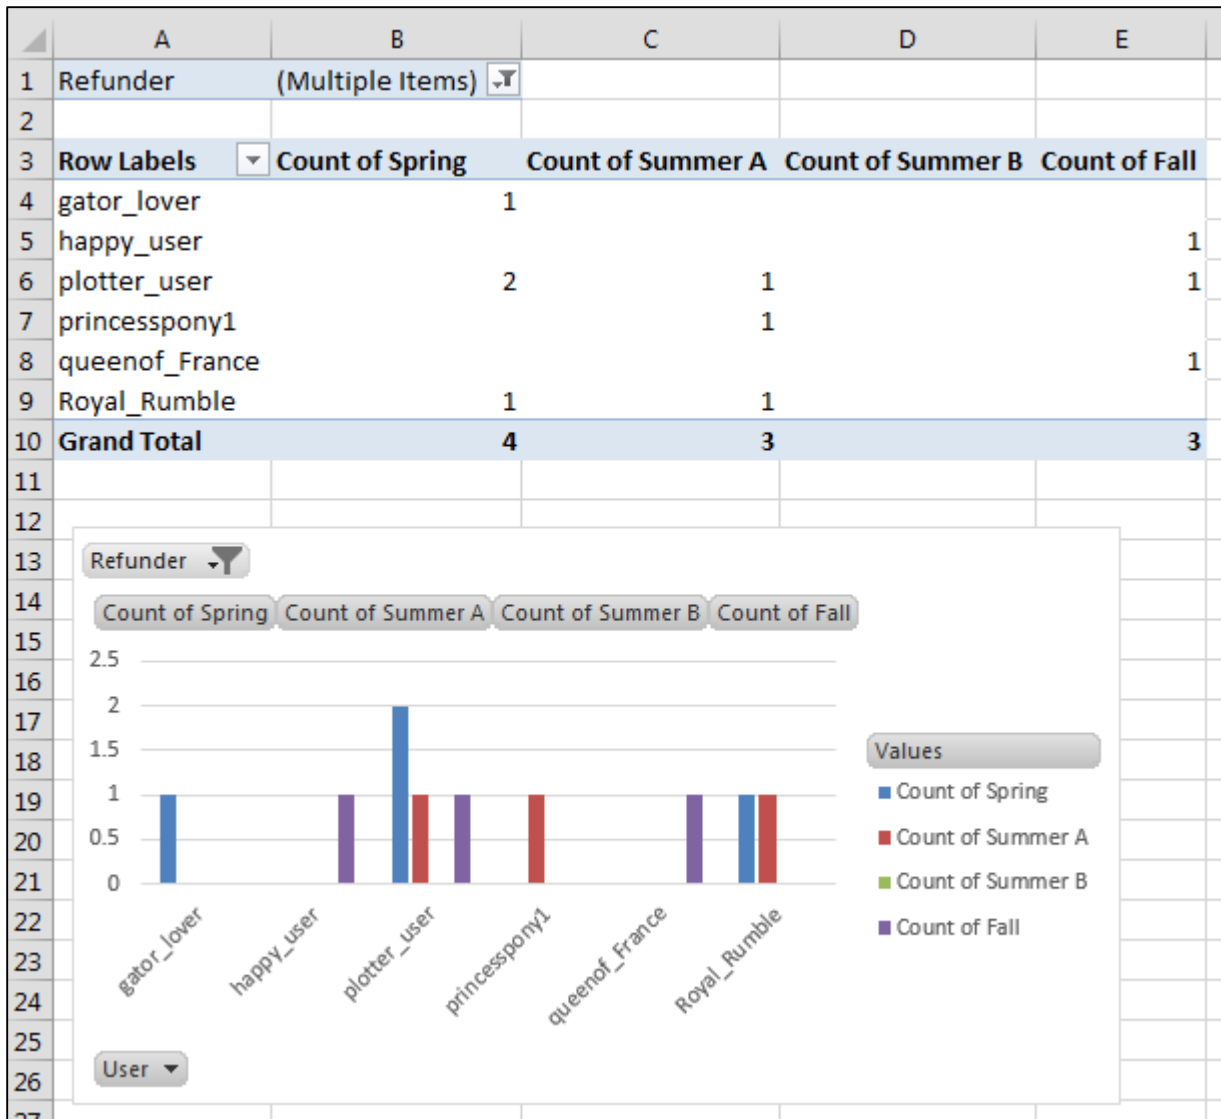 A B C D E
1 Refunder (Multiple Items)
2
3 Row Labels Count of Spring Count of Summer A Count of Summer B Count of Fall
4 gator_lover 1
5 happy_user 1
6 plotter_user 2 1 1
7 princesspony1 1
8 queenof_France 1
9 Royal_Rumble 1 1
10 Grand Total 4 3 3
11
12
13 Refunder
14 Count of Spring Count of Summer A Count of Summer B Count of Fall
15
2.5
16
17 2
18 1.5 Values
19 1 Count of Spring
20 0.5 Count of Summer A
21 0 Count of Summer B
22 Count of Fall
23 gator_lover happy_user plotter_user princesspony1 queenof_France Royal_Rumble
24
25
26 User
27